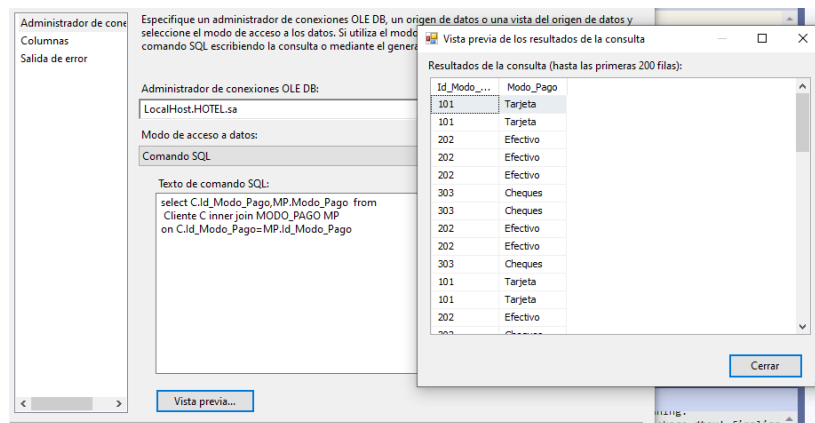 Administrador de cone
Columnas
Salida de error
Especifique un administrador de conexiones OLE DB, un origen de datos o una vista del origen de datos y
seleccione el modo de acceso a los datos. Si utiliza el modo
comando SQL escribiendo la consulta o mediante el genera
Administrador de conexiones OLE DB:
LocalHost.HOTEL.sa
Modo de acceso a datos:
Comando SQL
Texto de comando SQL:
select C.Id_Modo_Pago,MP.Modo_Pago from
Cliente C inner join MODO_PAGO MP
on C.Id_Modo_Pago=MP.Id_Modo_Pago
Vista previa...
Vista previa de los resultados de la consulta
Resultados de la consulta (hasta las primeras 200 filas):
Id_Modo_... Modo_Pago
101 Tarjeta
101 Tarjeta
202 Efectivo
202 Efectivo
202 Efectivo
303 Cheques
303 Cheques
202 Efectivo
202 Efectivo
303 Cheques
101 Tarjeta
101 Tarjeta
202 Efectivo
303 Cheques
Cerrar